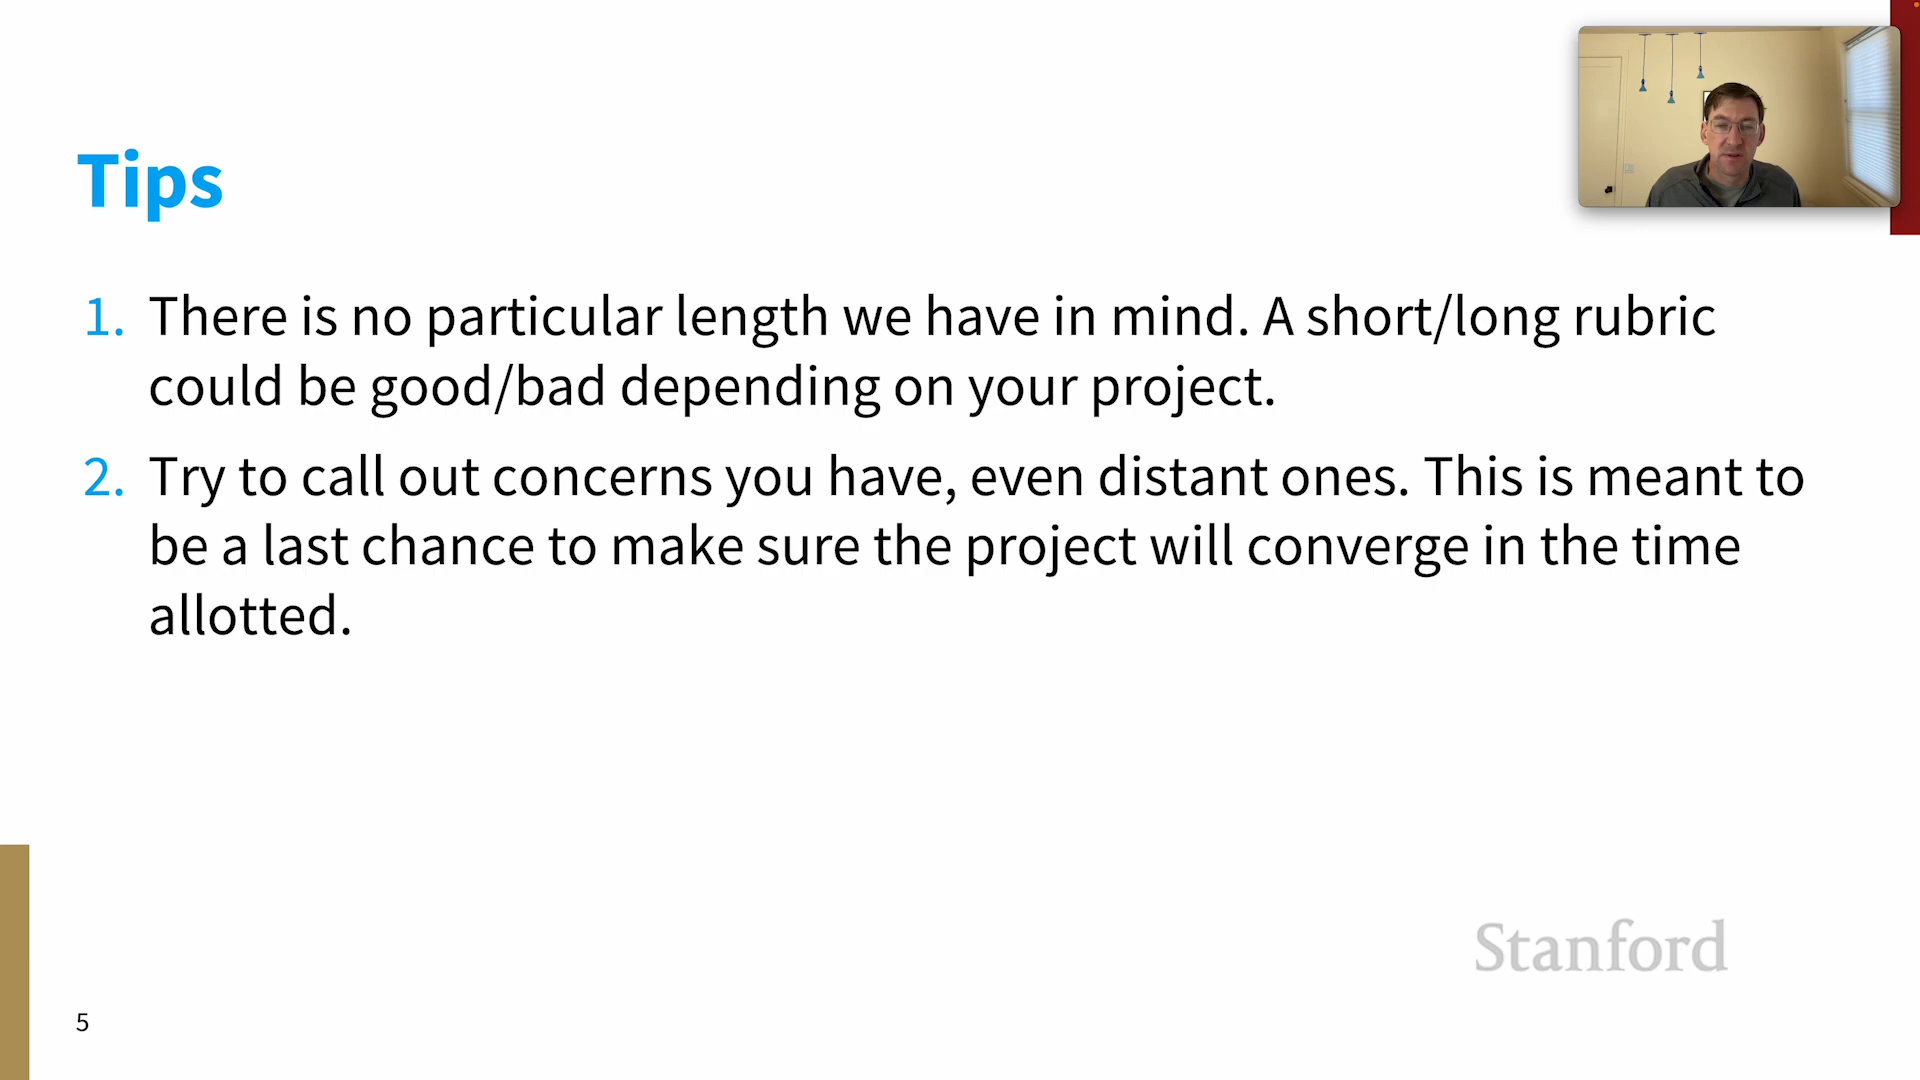 Tips
1. There is no particular length we have in mind. A short/long rubric
could be good/bad depending on your project.
2. Try to call out concerns you have, even distant ones. This is meant to
be a last chance to make sure the project will converge in the time
allotted.
Stanford
5